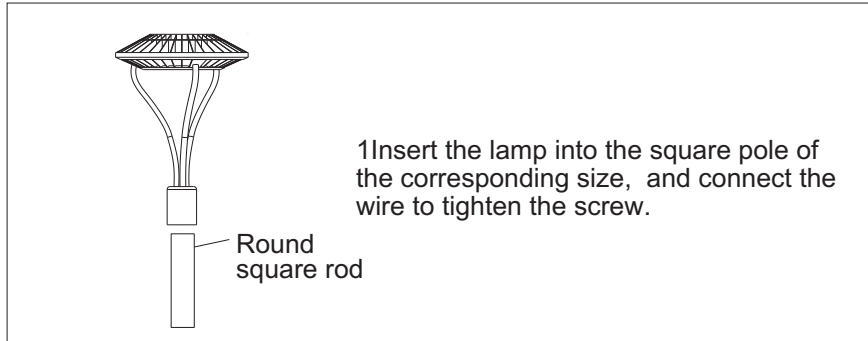 1Insert the lamp into the square pole of
the corresponding size, and connect the
wire to tighten the screw.
Round
square rod